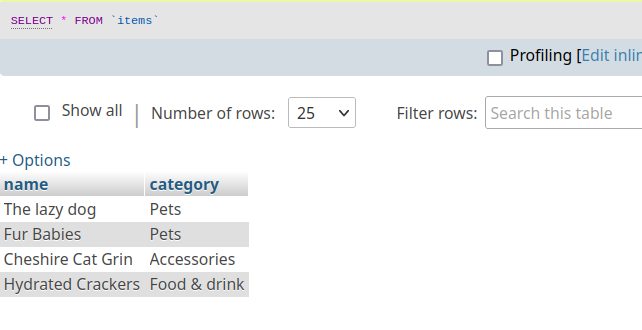 SELECT * FROM `items`
Profiling [Edit inlin
Show all | Number of rows: 25 Filter rows: Search this table
+ Options
name category
The lazy dog Pets
Fur Babies Pets
Cheshire Cat Grin Accessories
Hydrated Crackers Food & drink